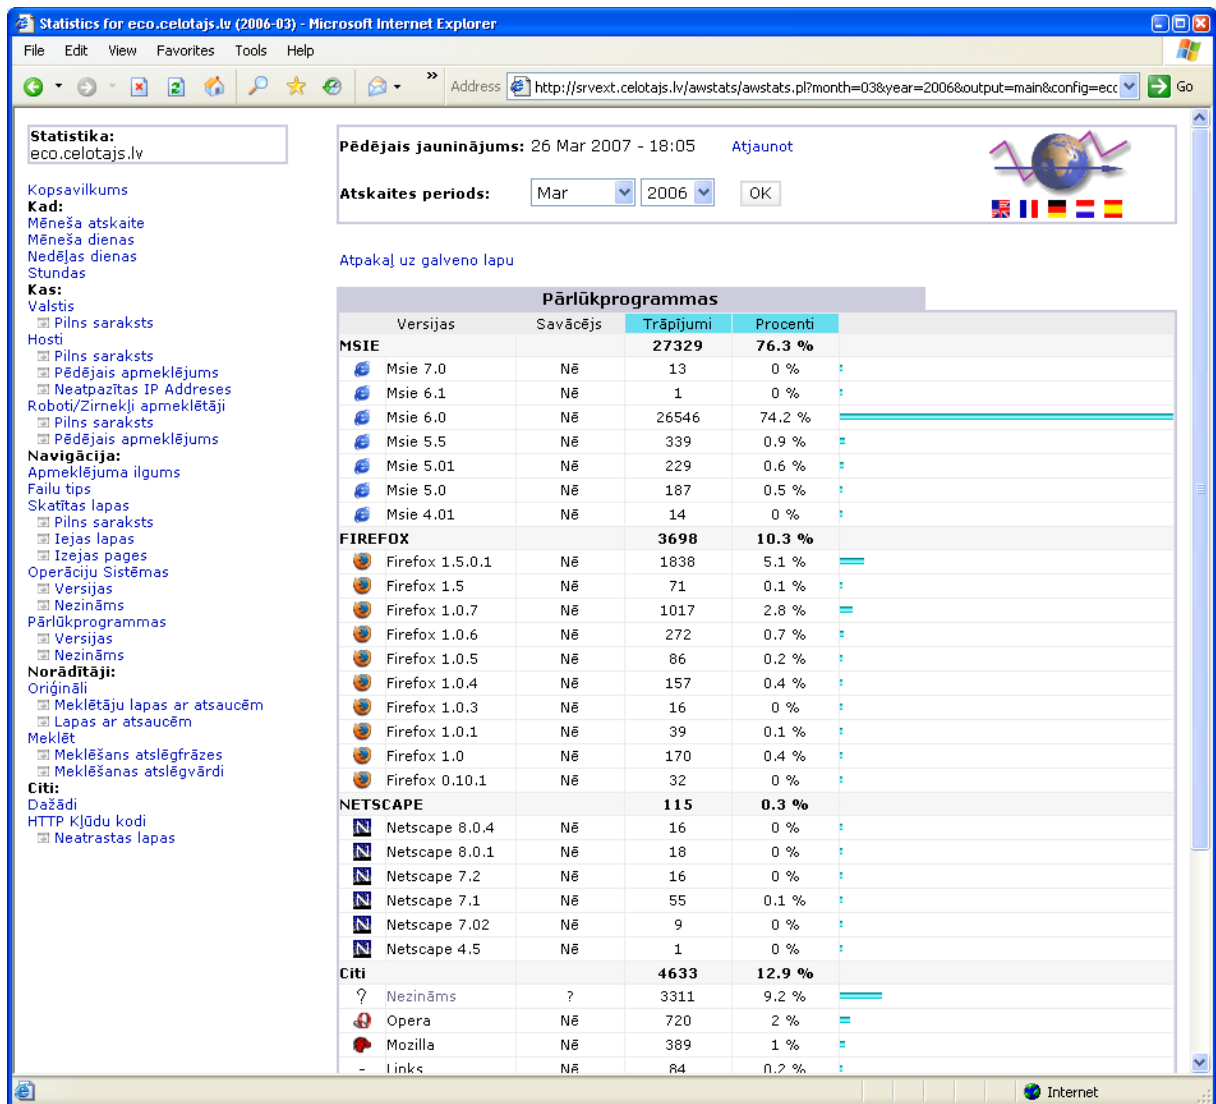 Statistics for eco.celotajs.lv (2006-03) - Microsoft Internet Explorer
File Edit View Favorites Tools Help
» Address http://srvext.celotajs.lv/awstats/awstats.pl?month=03&year=2006&output=main&config=ecc Go
Statistika:
eco.celotajs.lv
Kopsavilkums
Kad:
Mēneša atskaite
Mēneša dienas
Nedēļas dienas
Stundas
Kas:
Valstis
Pilns saraksts
Hosti
Pilns saraksts
Pēdējais apmeklējums
Neatpazītas IP Addreses
Roboti/Zirnekļi apmeklētāji
Pilns saraksts
Pēdējais apmeklējums
Navigācija:
Apmeklējuma ilgums
Failu tips
Skatītas lapas
Pilns saraksts
Iejas lapas
Izejas pages
Operāciju Sistēmas
Versijas
Nezināms
Pārlūkprogrammas
Versijas
Nezināms
Norādītāji:
Oriģināli
Meklētāju lapas ar atsaucēm
Lapas ar atsaucēm
Meklēt
Meklēšans atslēgfrāzes
Meklēšanas atslēgvārdi
Citi:
Dažādi
HTTP Kļūdu kodi
Neatrastas lapas
Pēdējais jauninājums: 26 Mar 2007 - 18:05 Atjaunot
Atskaites periods: Mar 2006 OK
Atpakaļ uz galveno lapu
Pārlūkprogrammas
Versijas Savācējs Trāpījumi Procenti
MSIE 27329 76.3 %
Msie 7.0 Nē 13 0 %
Msie 6.1 Nē 1 0 %
Msie 6.0 Nē 26546 74.2 %
Msie 5.5 Nē 339 0.9 %
Msie 5.01 Nē 229 0.6 %
Msie 5.0 Nē 187 0.5 %
Msie 4.01 Nē 14 0 %
FIREFOX 3698 10.3 %
Firefox 1.5.0.1 Nē 1838 5.1 %
Firefox 1.5 Nē 71 0.1 %
Firefox 1.0.7 Nē 1017 2.8 %
Firefox 1.0.6 Nē 272 0.7 %
Firefox 1.0.5 Nē 86 0.2 %
Firefox 1.0.4 Nē 157 0.4 %
Firefox 1.0.3 Nē 16 0 %
Firefox 1.0.1 Nē 39 0.1 %
Firefox 1.0 Nē 170 0.4 %
Firefox 0.10.1 Nē 32 0 %
NETSCAPE 115 0.3 %
Netscape 8.0.4 Nē 16 0 %
Netscape 8.0.1 Nē 18 0 %
Netscape 7.2 Nē 16 0 %
Netscape 7.1 Nē 55 0.1 %
Netscape 7.02 Nē 9 0 %
Netscape 4.5 Nē 1 0 %
Citi 4633 12.9 %
? Nezināms ? 3311 9.2 %
Opera Nē 720 2 %
Mozilla Nē 389 1 %
- Links Nē 84 0.2 %
Internet